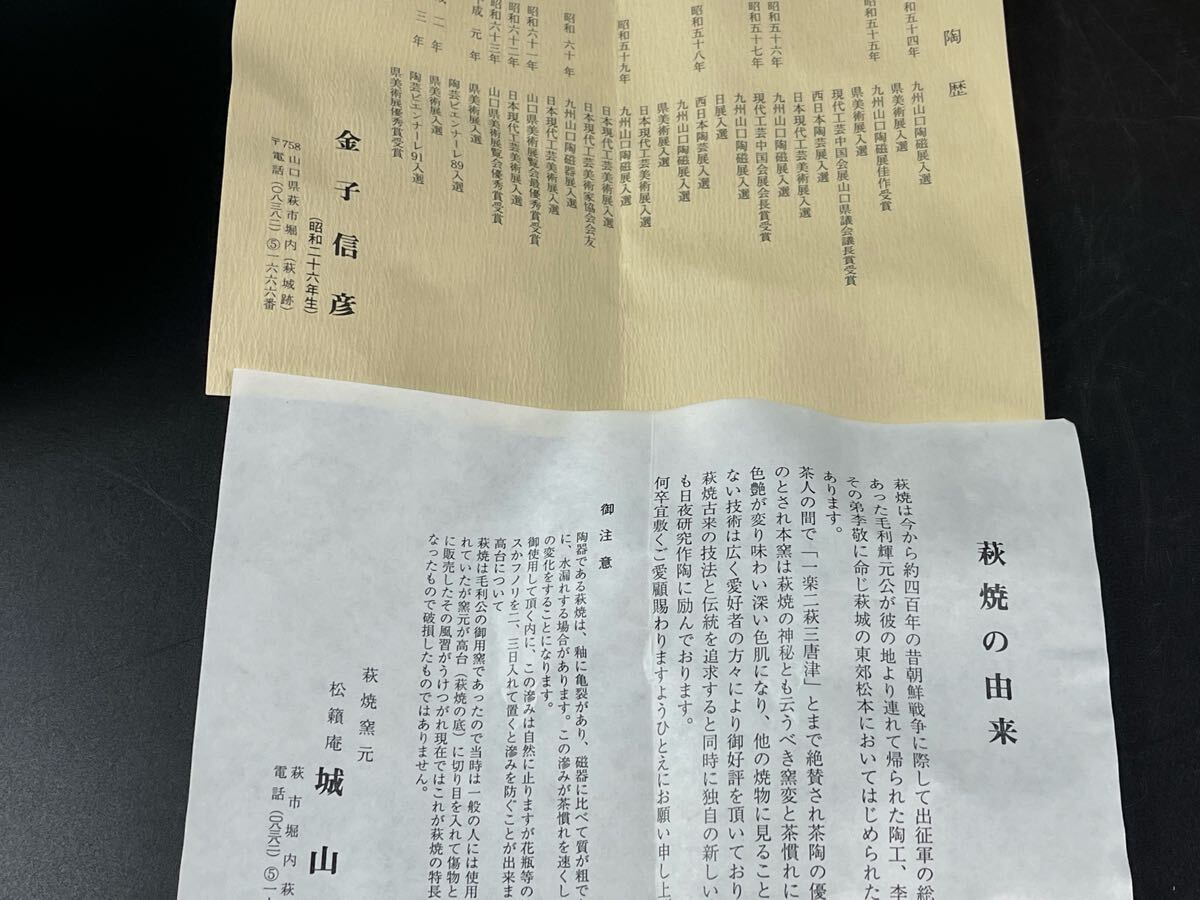 陶歴
和五十四年
九州山口陶磁展入選
県美術展入選
昭和五十五年
九州山口陶磁展佳作受賞
県美術展入選
現代工芸中国会展山口県議会議長賞受賞
昭和五十六年
西日本陶芸展入選
日本現代工芸美術展入選
九州山口陶磁展入選
昭和五十七年
現代工芸中国会展会長賞受賞
九州山口陶磁展入選
日展入選
昭和五十八年
西日本陶芸展入選
九州山口陶磁展入選
県美術展入選
日本現代工芸美術展入選
昭和五十九年
九州山口陶磁展入選
日本現代工芸美術展入選
日本現代工芸美術家協会会友
昭和六十年
九州山口陶磁器展入選
日本現代工芸美術展入選
昭和六十一年
山口県美術展覧会最優秀賞受賞
昭和六十二年
日本現代工芸美術展入選
昭和六十三年
山口県美術展覧会優秀賞受賞
平成元年
県美術展入選
陶芸ビエンナーレ89入選
二年
県美術展入選
三年
陶芸ビエンナーレ91入選
県美術展優秀賞受賞
金子信彦
(昭和二十六年生)
〒758山口県萩市堀内(萩城跡)
電話(〇八三八二)⑤一六六六番
萩焼の由来
萩焼は今から約四百年の昔朝鮮戦争に際して出征軍の総
あった毛利輝元公が彼の地より連れて帰られた陶工、李
その弟李敬に命じ萩城の東郊松本においてはじめられた
あります。
茶人の間で「一楽二萩三唐津」とまで絶賛され茶陶の優
のとされ本窯は萩焼の神秘とも云うべき窯変と茶慣れに
色艶が変り味わい深い色肌になり、他の焼物に見ること
ない技術は広く愛好者の方々により御好評を頂いており
萩焼古来の技法と伝統を追求すると同時に独自の新しい
も日夜研究作陶に励んでおります。
何卒宜敷くご愛顧賜わりますようひとえにお願い申し上
御注意
陶器である萩焼は、釉に亀裂があり、磁器に比べて質が粗で
に、水漏れする場合があります。この滲みが茶慣れを速くし
の変化をすることになります。
御使用して頂く内に、この滲みは自然に止りますが花瓶等の
スかフノリを二、三日入れて置くと滲みを防ぐことが出来ま
高台について
萩焼は毛利公の御用窯であったので当時は一般の人には使用
れていたが窯元が高台(萩焼の底)に切り目を入れて傷物と
に販売したその風習がうけつがれ現在ではこれが萩焼の特長
なったもので破損したものではありません。
萩焼窯元
松籟庵 城山
萩市堀内萩
電話(〇八三八二)⑤一